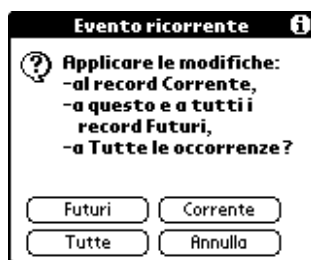 Evento ricorrente
Applicare le modifiche:
-al record Corrente,
-a questo e a tutti i
record Futuri,
-a Tutte le occorrenze?
Futuri Corrente
Tutte Annulla